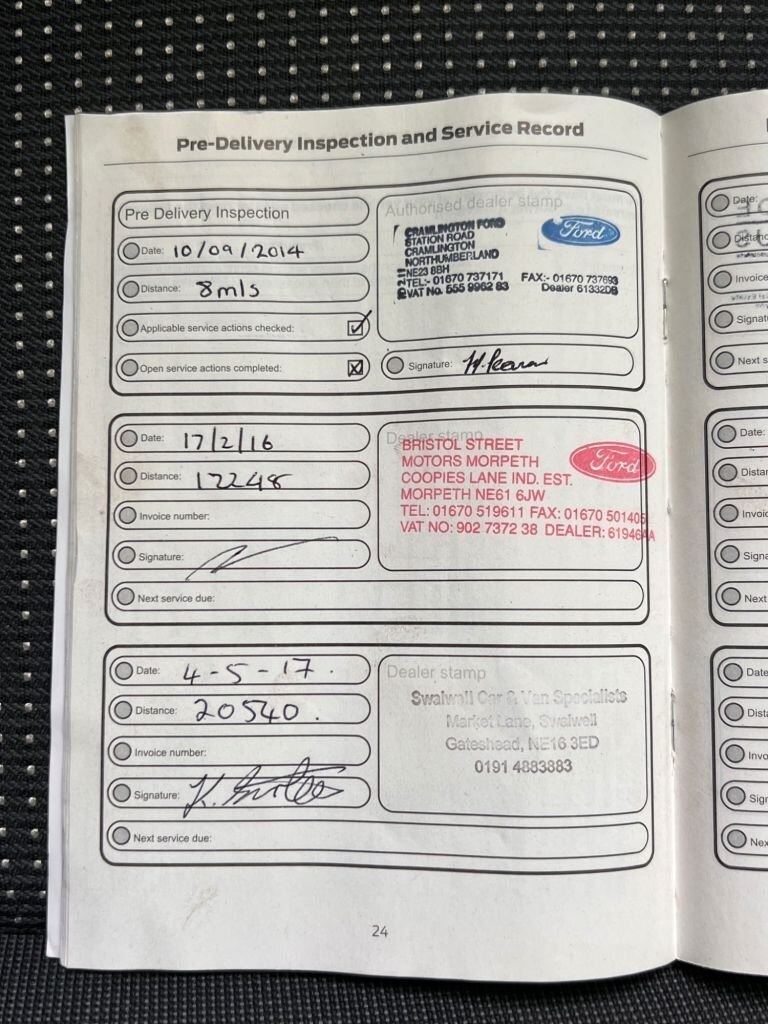 Pre-Delivery Inspection and Service Record
Pre Delivery Inspection
Date: 10/09/2014
Distance: 8mls
Applicable service actions checked:
Open service actions completed:
Authorised dealer stamp
CRAMLINGTON FORD
STATION ROAD
CRAMLINGTON
NORTHUMBERLAND
NE23 8BH
TEL:- 01670 737171 FAX:- 01670 737693
VAT No. 555 9962 83 Dealer 61332DB
Ford
Signature:
Date: 17/2/16
Distance: 12248
Invoice number:
Signature:
Next service due:
Dealer stamp
BRISTOL STREET
MOTORS MORPETH
COOPIES LANE IND. EST.
MORPETH NE61 6JW
TEL: 01670 519611 FAX: 01670 501405
VAT NO: 902 7372 38 DEALER: 61946AA
Ford
Date: 4-5-17.
Distance: 20540.
Invoice number:
Signature: K.
Next service due:
Dealer stamp
Swalwell Car & Van Specialists
Market Lane, Swalwell
Gateshead, NE16 3ED
0191 4883883
24
Date:
Distanc
Invoice
Signat
Next s
Date:
Distar
Invoic
Signa
Next
Date
Dista
Invo
Sigr
Nex